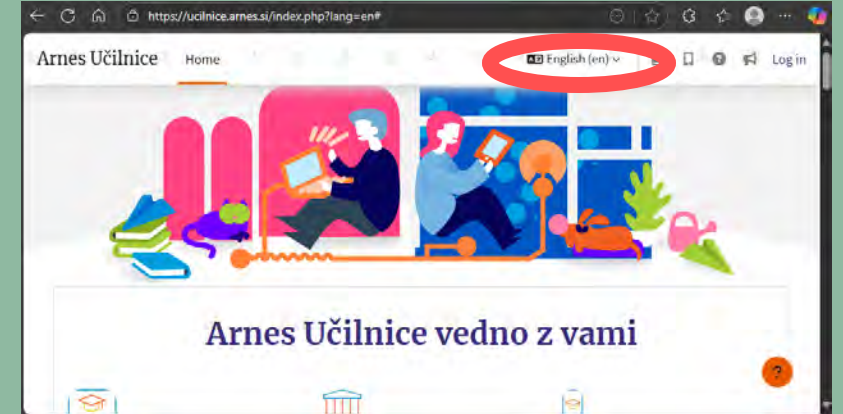 https://ucilnice.arnes.si/index.php?lang=en#
Arnes Učilnice Home English (en) Log in
Arnes Učilnice vedno z vami
?